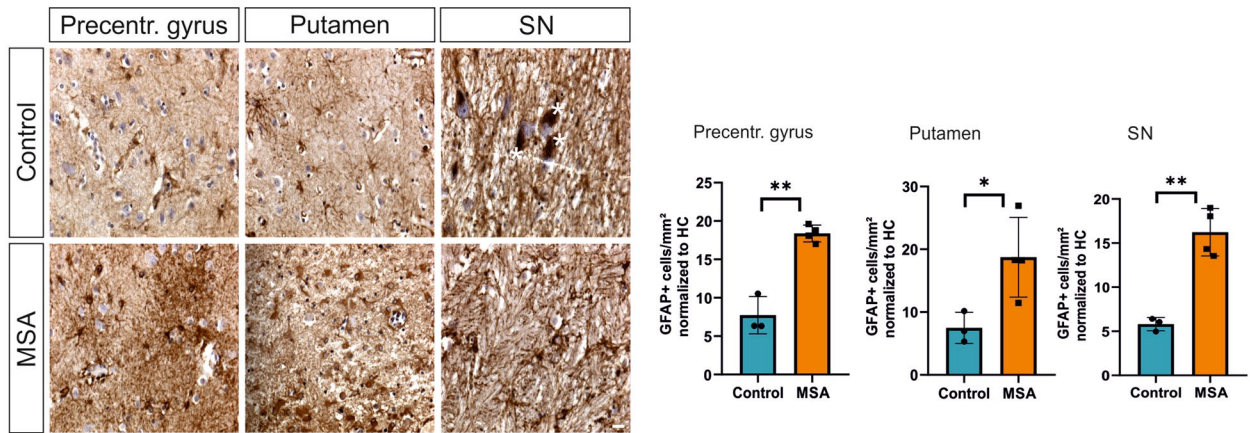 Precentr. gyrus
Putamen
SN
Control
MSA
* * *
Precentr. gyrus
GFAP+ cells/mm²
normalized to HC
25
20
15
10
5
0
**
Control
MSA
Putamen
GFAP+ cells/mm²
normalized to HC
30
20
10
0
*
Control
MSA
SN
GFAP+ cells/mm²
normalized to HC
20
15
10
5
0
**
Control
MSA